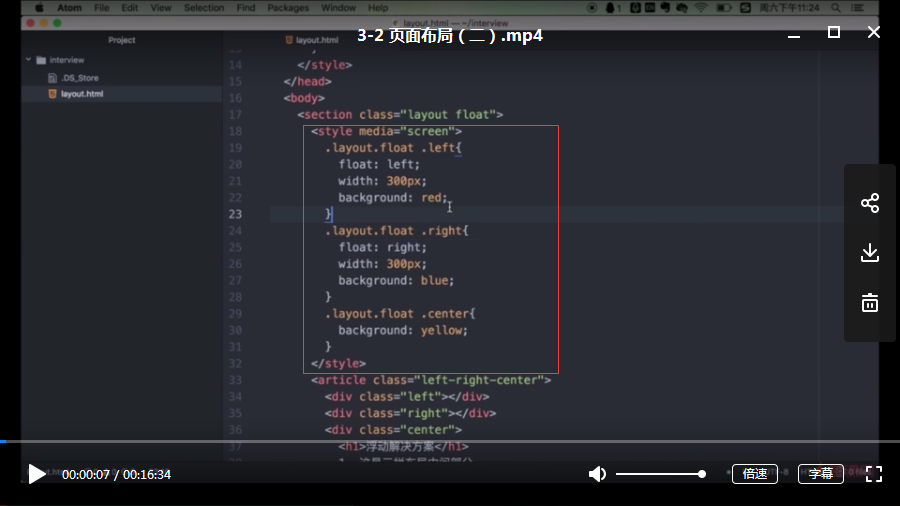 Atom File Edit View Selection Find Packages Window Help
1
周六下午11:24
layout.html — ~/interview
3-2 页面布局（二）.mp4
Project
layout.html
interview
.DS_Store
layout.html
14 </style>
15 </head>
16 <body>
17 <section class="layout float">
18 <style media="screen">
19 .layout.float .left{
20 float: left;
21 width: 300px;
22 background: red;
23 }
24 .layout.float .right{
25 float: right;
26 width: 300px;
27 background: blue;
28 }
29 .layout.float .center{
30 background: yellow;
31 }
32 </style>
33 <article class="left-right-center">
34 <div class="left"></div>
35 <div class="right"></div>
36 <div class="center">
37 <h1>浮动解决方案</h1>
00:00:07 / 00:16:34
倍速
字幕